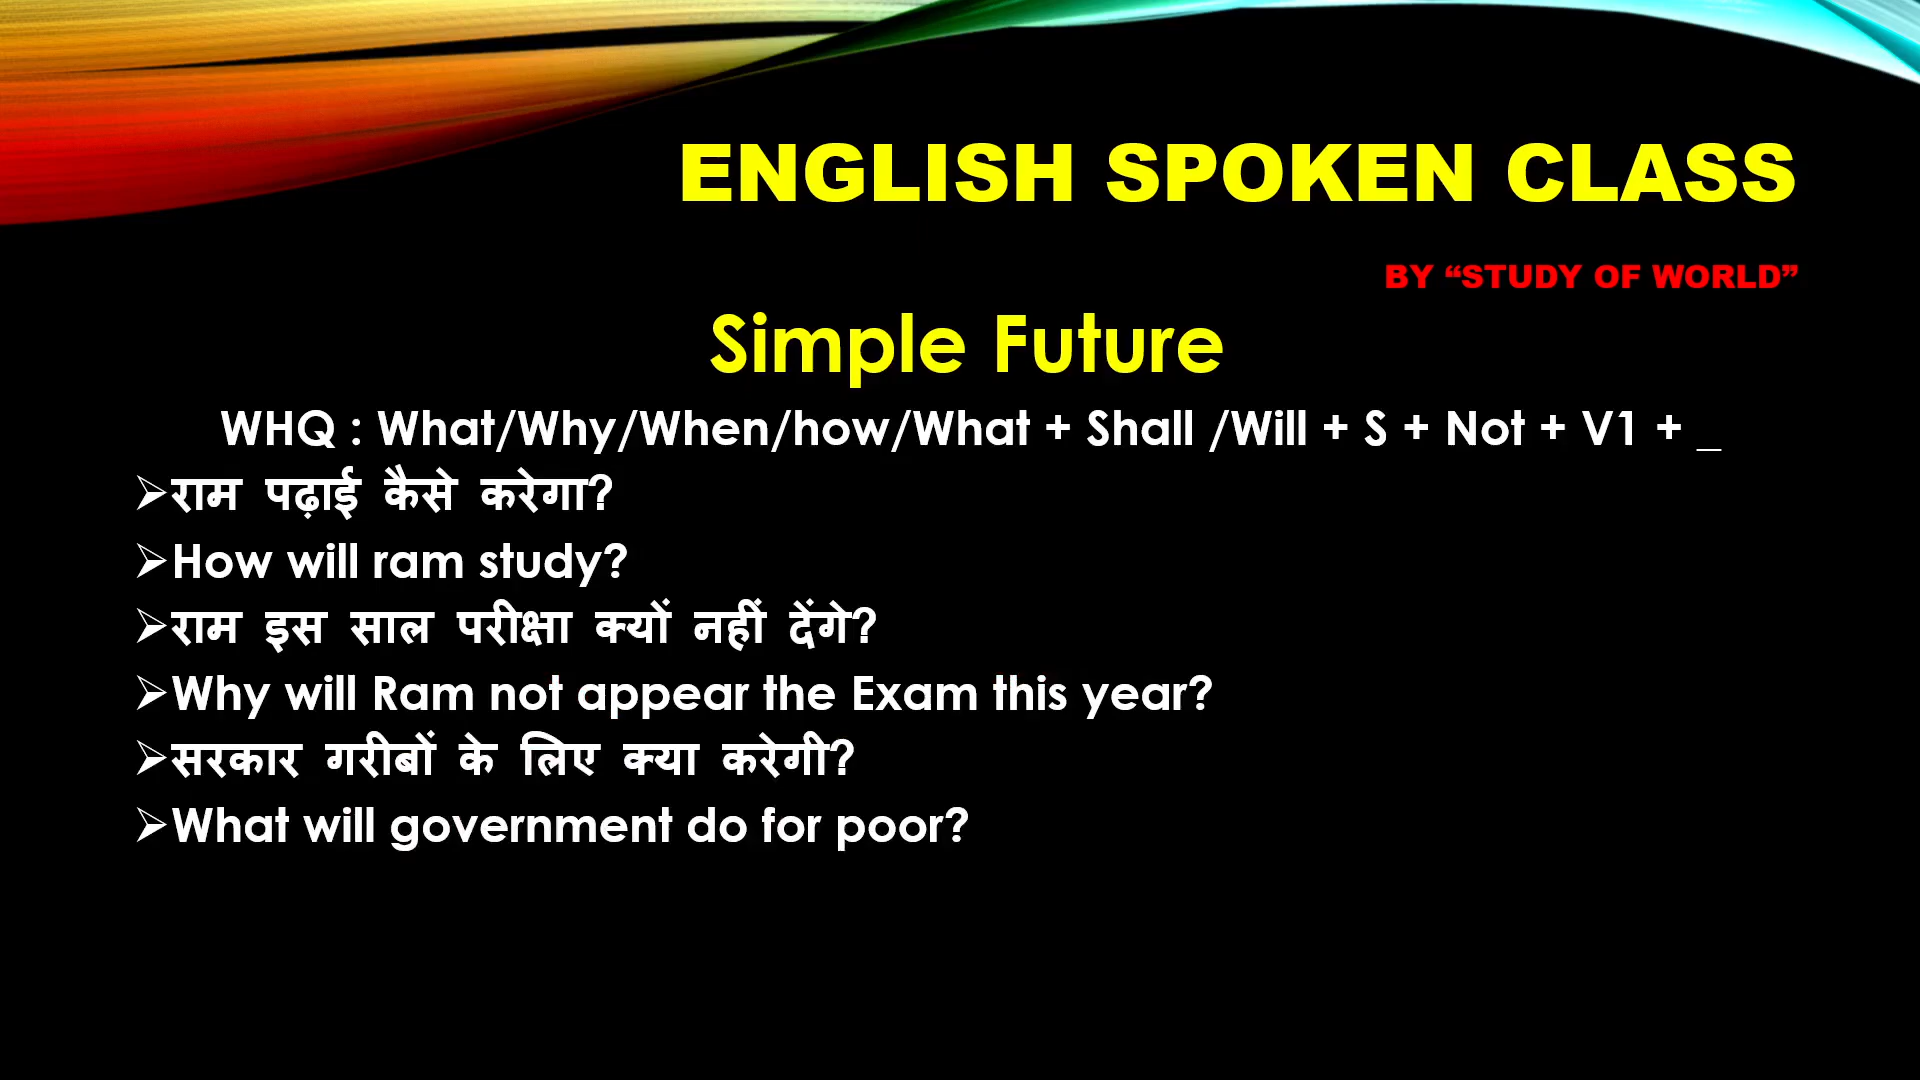 ENGLISH SPOKEN CLASS
BY “STUDY OF WORLD”
Simple Future
WHQ : What/Why/When/how/What + Shall /Will + S + Not + V1 + _
➢राम पढ़ाई कैसे करेगा?
➢How will ram study?
➢राम इस साल परीक्षा क्यों नहीं देंगे?
➢Why will Ram not appear the Exam this year?
➢सरकार गरीबों के लिए क्या करेगी?
➢What will government do for poor?